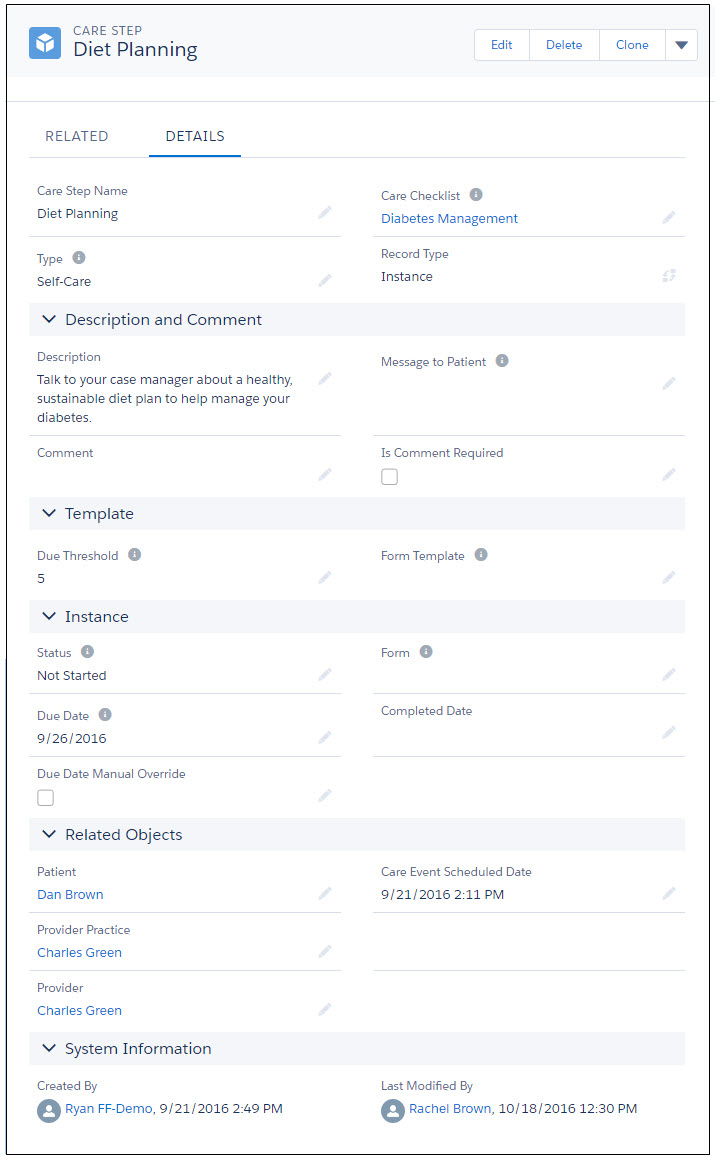 CARE STEP
Diet Planning
Edit
Delete
Clone
RELATED
DETAILS
Care Step Name
Diet Planning
Care Checklist
Diabetes Management
Type
Self-Care
Record Type
Instance
Description and Comment
Description
Talk to your case manager about a healthy,
sustainable diet plan to help manage your
diabetes.
Message to Patient
Comment
Is Comment Required
Template
Due Threshold
5
Form Template
Instance
Status
Not Started
Form
Due Date
9/26/2016
Completed Date
Due Date Manual Override
Related Objects
Patient
Dan Brown
Care Event Scheduled Date
9/21/2016 2:11 PM
Provider Practice
Charles Green
Provider
Charles Green
System Information
Created By
Ryan FF-Demo, 9/21/2016 2:49 PM
Last Modified By
Rachel Brown, 10/18/2016 12:30 PM